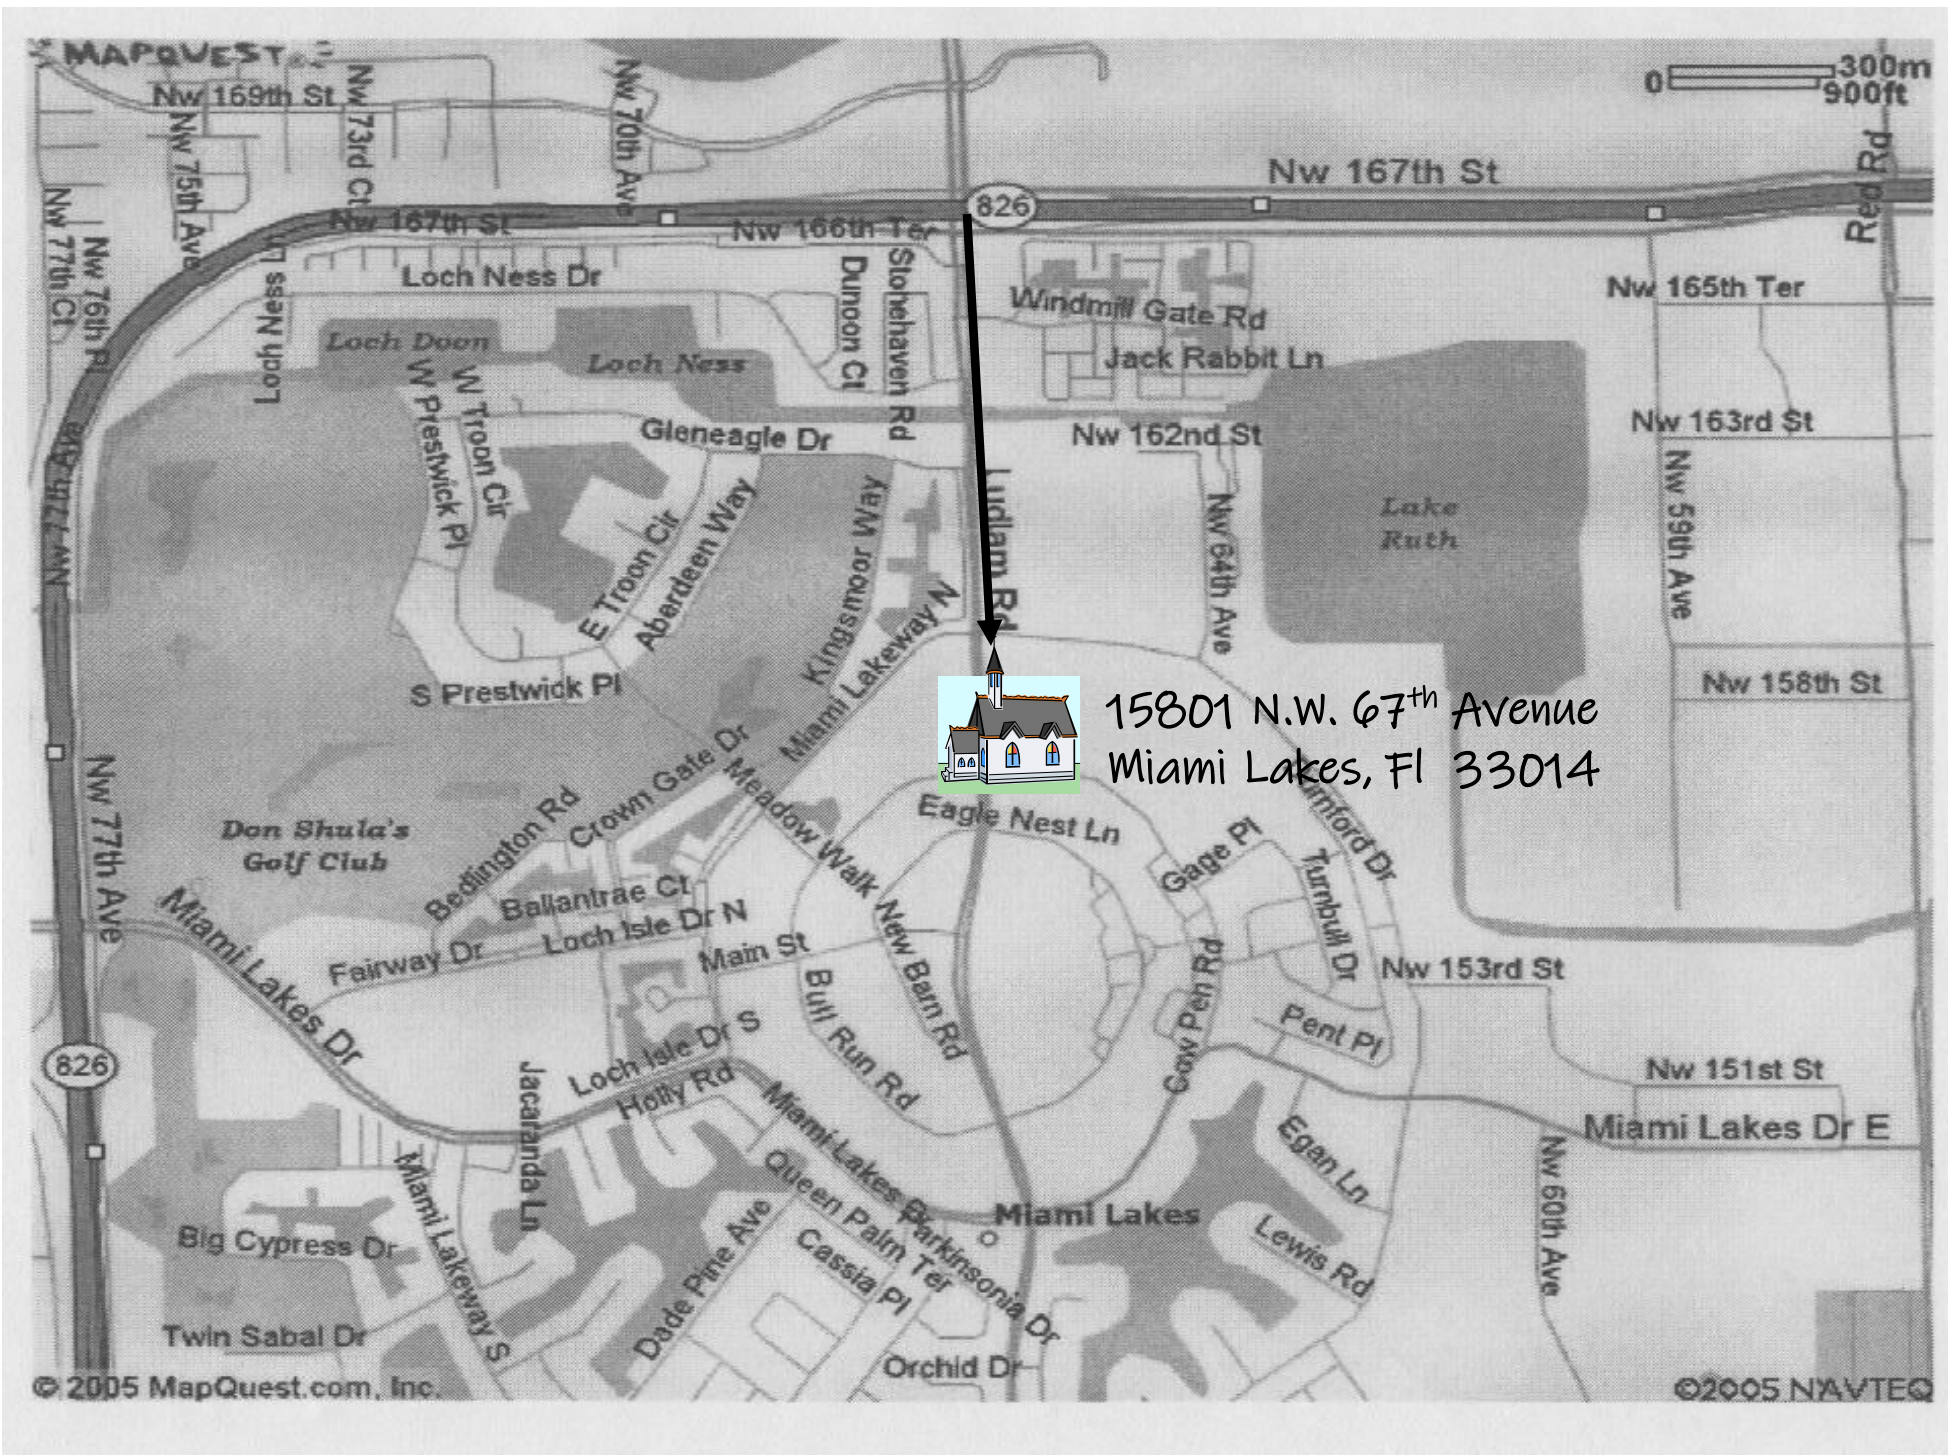 MAPQUEST
0
300m
900ft
Nw 169th St
Nw 73rd Ct
Nw 70th Ave
Nw 75th Ave
Red Rd
Nw 167th St
Nw 77th Ct
Nw 76th Pl
Nw 167th St
826
Nw 166th Ter
Loch Ness Ln
Loch Ness Dr
Dunoon Ct
Stonehaven Rd
Windmill Gate Rd
Nw 165th Ter
Loch Doon
Loch Ness
Jack Rabbit Ln
W Prestwick Pl
W Troon Cir
Gleneagle Dr
Nw 162nd St
Nw 163rd St
Nw 77th Ave
E Troon Cir
Aberdeen Way
Kingsmoor Way
Ludlam Rd
Nw 64th Ave
Lake
Ruth
Nw 59th Ave
S Prestwick Pl
Miami Lakeway N
Nw 158th St
15801 N.W. 67th Avenue
Miami Lakes, Fl 33014
Nw 77th Ave
Don Shula's
Golf Club
Bedlington Rd
Crown Gate Dr
Meadow Walk
Eagle Nest Ln
Gage Pl
Turnbull Dr
Miami Lakes Dr
Ballantrae Ct
Loch Isle Dr N
Fairway Dr
Main St
New Barn Rd
Bull Run Rd
Cow Pen Rd
Nw 153rd St
Pent Pl
826
Jacaranda Ln
Loch Isle Dr S
Holly Rd
Nw 151st St
Miami Lakes Dr E
Miami Lakes Dr
Egan Ln
Nw 60th Ave
Miami Lakeway S
Queen Palm Ter
Parkinsonia Dr
Miami Lakes
Big Cypress Dr
Dade Pine Ave
Cassia Pl
Lewis Rd
Twin Sabal Dr
Orchid Dr
© 2005 MapQuest.com, Inc.
©2005 NAVTEQ